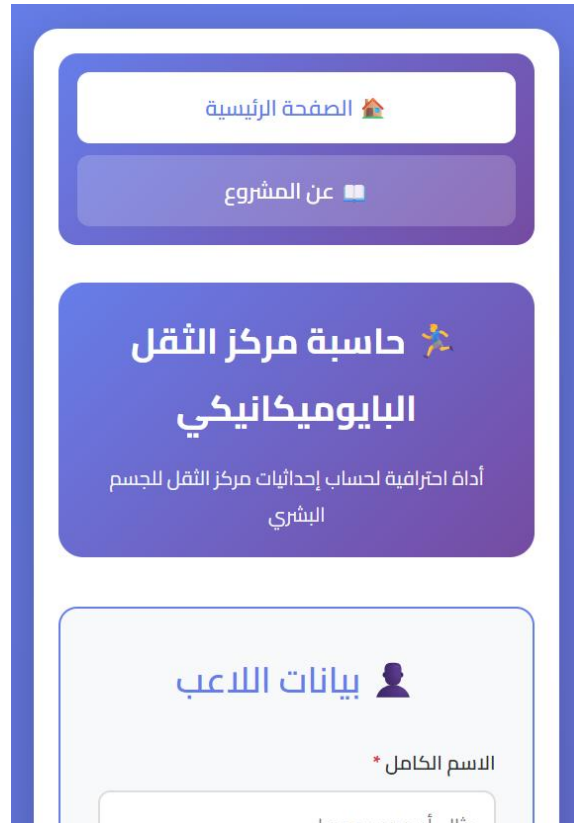 الصفحة الرئيسية
عن المشروع
حاسبة مركز الثقل
البايوميكانيكي
أداة احترافية لحساب إحداثيات مركز الثقل للجسم
البشري
بيانات اللاعب
الاسم الكامل *